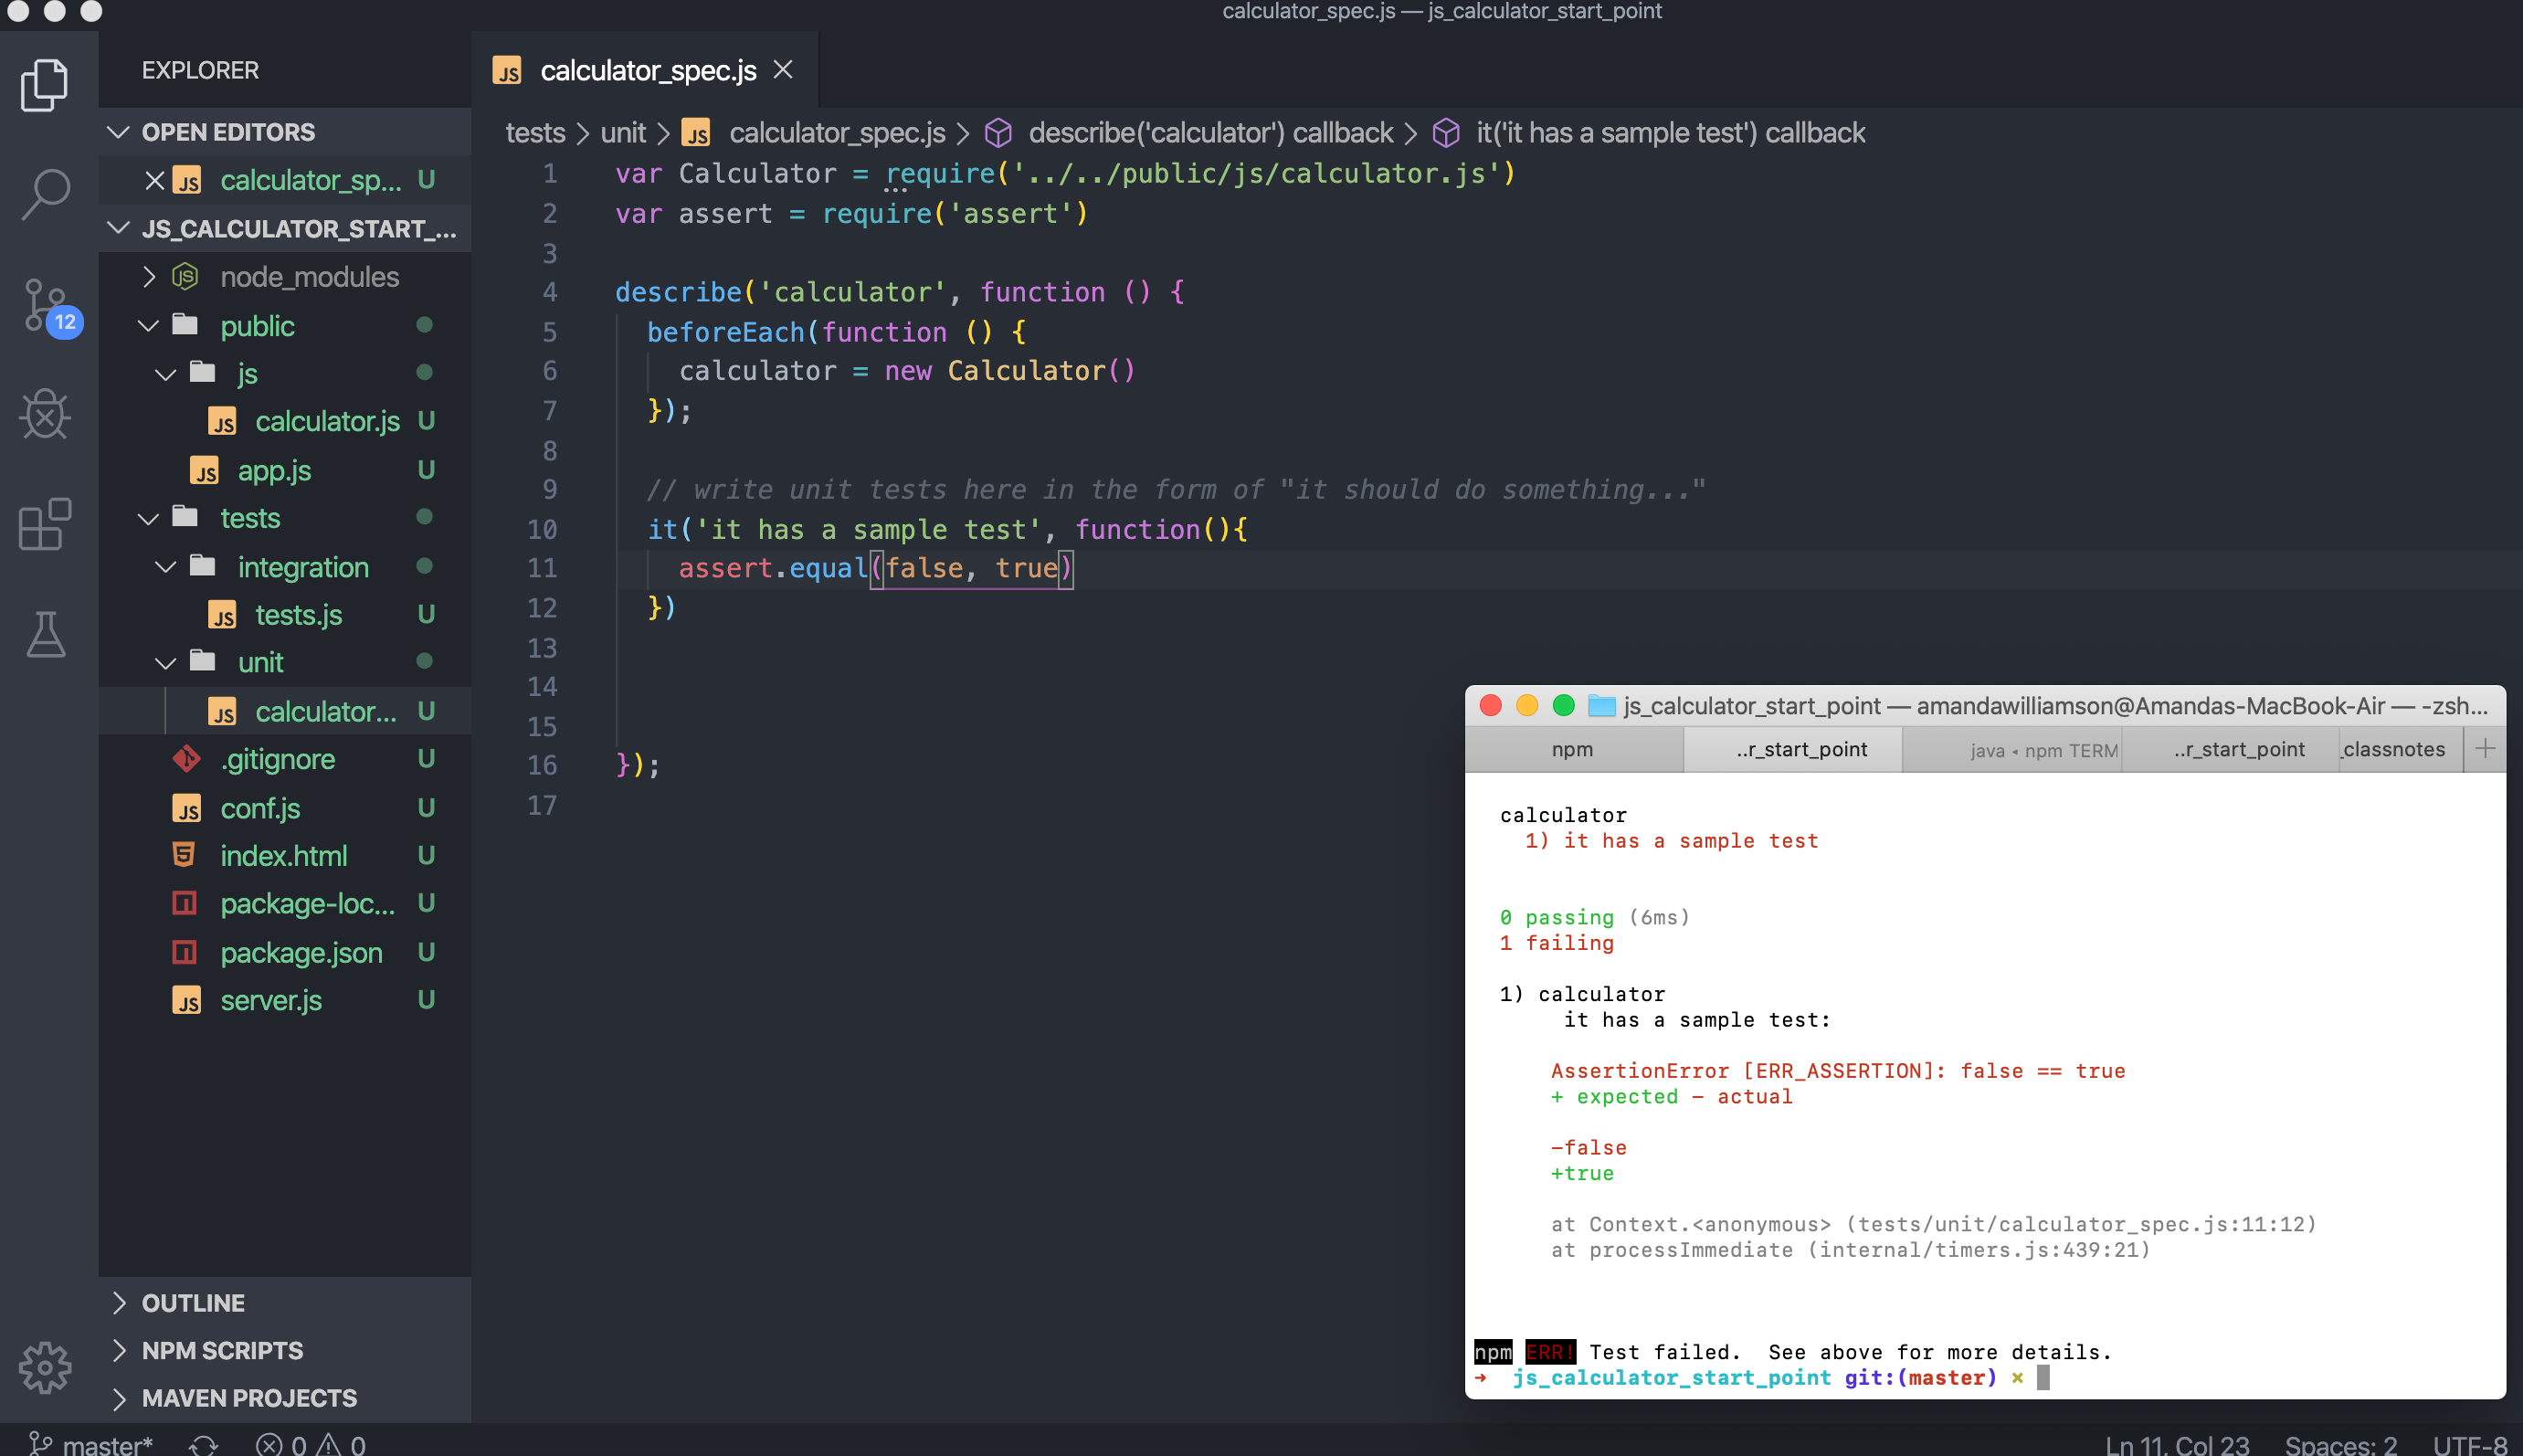 calculator_spec.js — js_calculator_start_point
EXPLORER
OPEN EDITORS
calculator_sp... U
JS_CALCULATOR_START_...
node_modules
public
js
calculator.js U
app.js U
tests
integration
tests.js U
unit
calculator... U
.gitignore U
conf.js U
index.html U
package-loc... U
package.json U
server.js U
OUTLINE
NPM SCRIPTS
MAVEN PROJECTS
12
calculator_spec.js
tests > unit > calculator_spec.js > describe('calculator') callback > it('it has a sample test') callback
1 var Calculator = require('../../public/js/calculator.js')
2 var assert = require('assert')
3
4 describe('calculator', function () {
5 beforeEach(function () {
6 calculator = new Calculator()
7 });
8
9 // write unit tests here in the form of "it should do something..."
10 it('it has a sample test', function(){
11 assert.equal(false, true)
12 })
13
14
15
16 });
17
js_calculator_start_point — amandawilliamson@Amandas-MacBook-Air — -zsh...
npm ..r_start_point java ◂ npm TERM ..r_start_point _classnotes +
calculator
1) it has a sample test
0 passing (6ms)
1 failing
1) calculator
it has a sample test:
AssertionError [ERR_ASSERTION]: false == true
+ expected - actual
-false
+true
at Context.<anonymous> (tests/unit/calculator_spec.js:11:12)
at processImmediate (internal/timers.js:439:21)
npm ERR! Test failed.  See above for more details.
➜ js_calculator_start_point git:(master) ✗
master* 0 0 Ln 11, Col 23 Spaces: 2 UTF-8